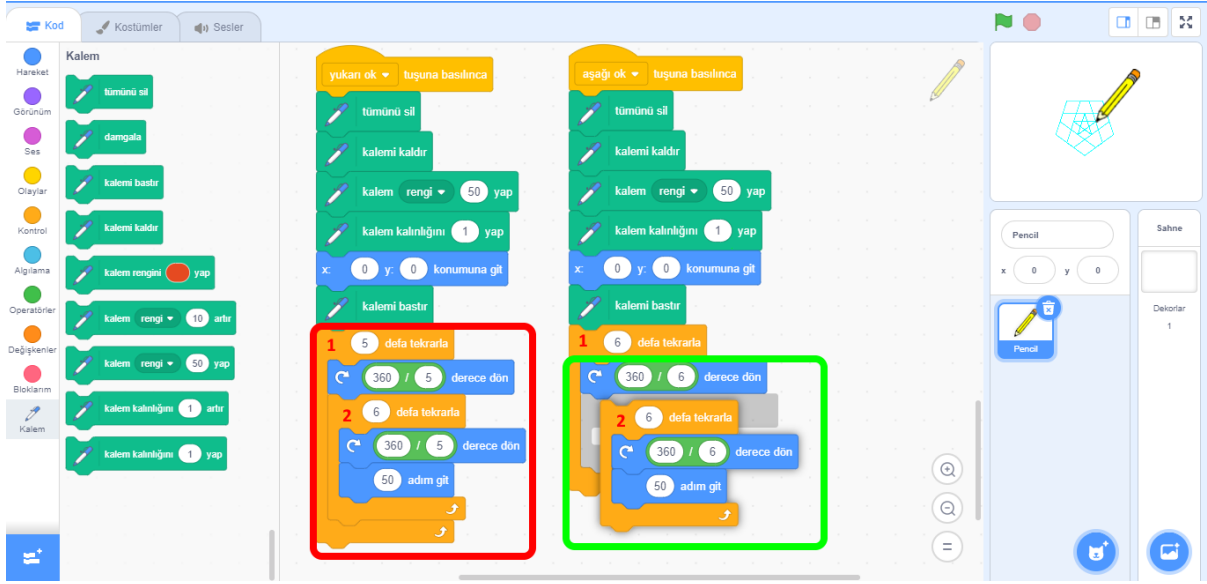 Kod
Kostümler
Sesler
Hareket
Görünüm
Ses
Olaylar
Kontrol
Algılama
Operatörler
Değişkenler
Bloklarım
Kalem
Kalem
tümünü sil
damgala
kalemi bastır
kalemi kaldır
kalem rengini yap
kalem rengi 10 artır
kalem rengi 50 yap
kalem kalınlığını 1 artır
kalem kalınlığını 1 yap
yukarı ok tuşuna basılınca
tümünü sil
kalemi kaldır
kalem rengi 50 yap
kalem kalınlığını 1 yap
x: 0 y: 0 konumuna git
kalemi bastır
1 5 defa tekrarla
360 / 5 derece dön
2 6 defa tekrarla
360 / 5 derece dön
50 adım git
aşağı ok tuşuna basılınca
tümünü sil
kalemi kaldır
kalem rengi 50 yap
kalem kalınlığını 1 yap
x: 0 y: 0 konumuna git
kalemi bastır
1 6 defa tekrarla
360 / 6 derece dön
2 6 defa tekrarla
360 / 6 derece dön
50 adım git
Pencil
x 0 y 0
Pencil
Sahne
Dekorlar
1